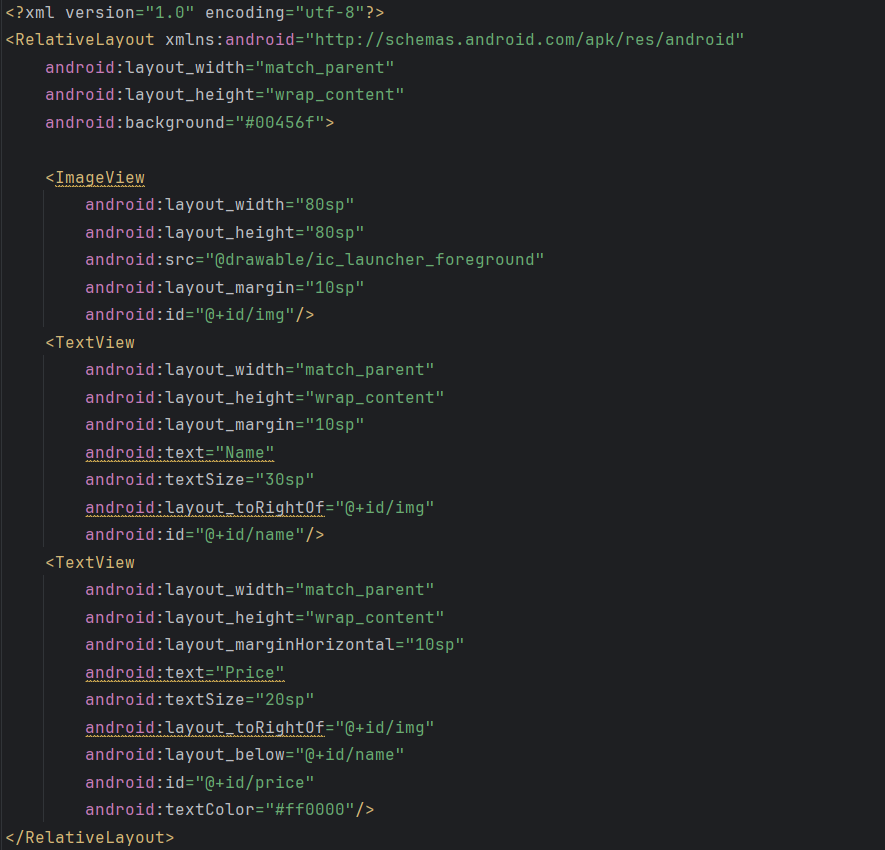 <?xml version="1.0" encoding="utf-8"?>
<RelativeLayout xmlns:android="http://schemas.android.com/apk/res/android"
    android:layout_width="match_parent"
    android:layout_height="wrap_content"
    android:background="#00456f">

    <ImageView
        android:layout_width="80sp"
        android:layout_height="80sp"
        android:src="@drawable/ic_launcher_foreground"
        android:layout_margin="10sp"
        android:id="@+id/img"/>
    <TextView
        android:layout_width="match_parent"
        android:layout_height="wrap_content"
        android:layout_margin="10sp"
        android:text="Name"
        android:textSize="30sp"
        android:layout_toRightOf="@+id/img"
        android:id="@+id/name"/>
    <TextView
        android:layout_width="match_parent"
        android:layout_height="wrap_content"
        android:layout_marginHorizontal="10sp"
        android:text="Price"
        android:textSize="20sp"
        android:layout_toRightOf="@+id/img"
        android:layout_below="@+id/name"
        android:id="@+id/price"
        android:textColor="#ff0000"/>
</RelativeLayout>